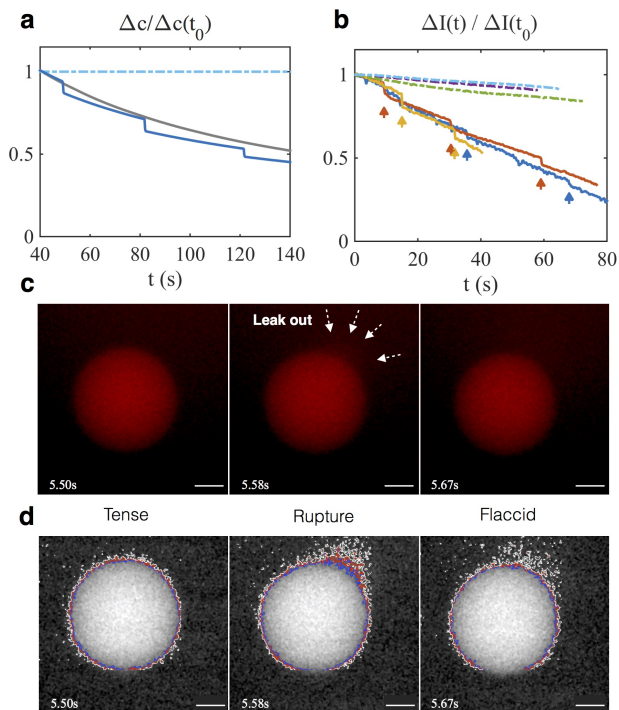 a
Δc/Δc(t₀)
1
0.5
0
40 60 80 100 120 140
t (s)
b
ΔI(t) / ΔI(t₀)
1
0.5
0
0 20 40 60 80
t (s)
c
Leak out
5.50s
5.58s
5.67s
d
Tense
Rupture
Flaccid
5.50s
5.58s
5.67s